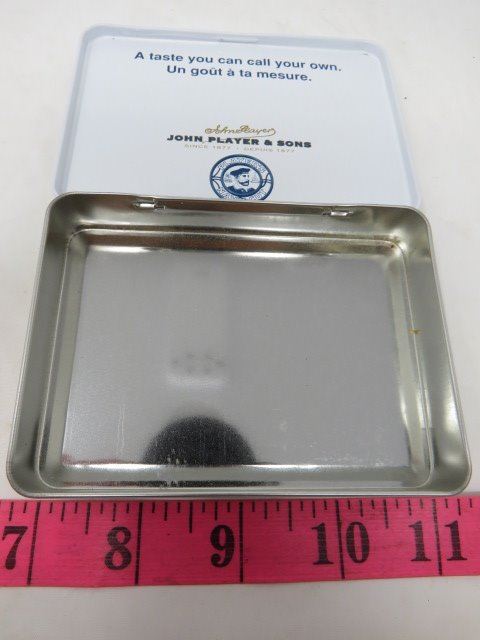 A taste you can call your own.
Un goût à ta mesure.
John Player
JOHN PLAYER & SONS
SINCE 1877 | DEPUIS 1877
7 8 9 10 11